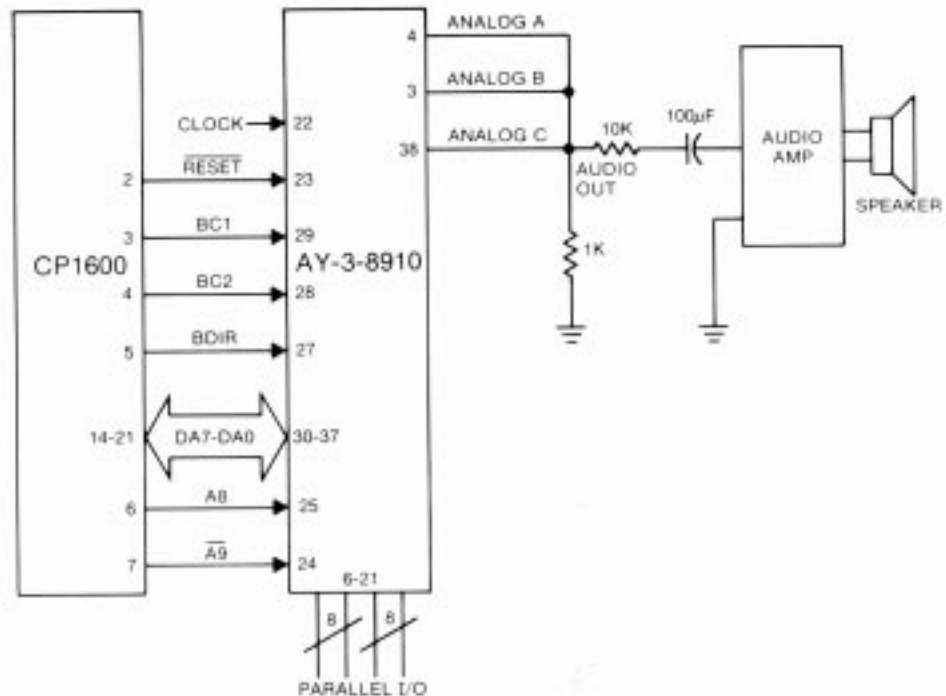 ANALOG A
4
ANALOG B
3
ANALOG C
38
CLOCK
22
10K
100µF
AUDIO
AMP
AUDIO
OUT
SPEAKER
2
RESET
23
3
BC1
29
1K
CP1600
AY-3-8910
4
BC2
28
5
BDIR
27
14-21
DA7-DA0
30-37
6
A8
25
7
A9
24
6-21
8
8
PARALLEL I/O